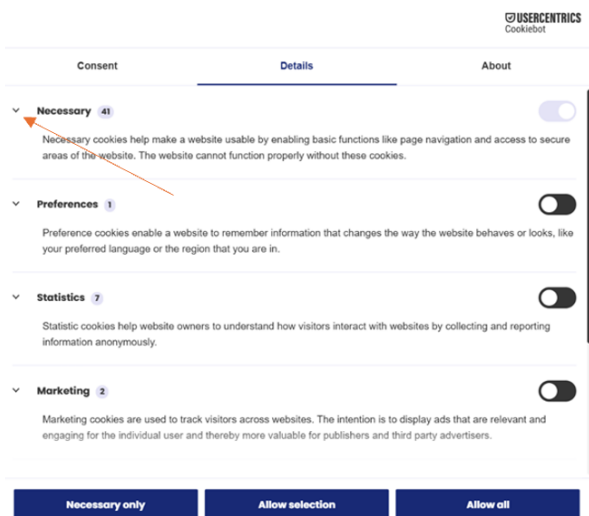 USERCENTRICS
Cookiebot
Consent Details About
Necessary 41
Necessary cookies help make a website usable by enabling basic functions like page navigation and access to secure
areas of the website. The website cannot function properly without these cookies.
Preferences 1
Preference cookies enable a website to remember information that changes the way the website behaves or looks, like
your preferred language or the region that you are in.
Statistics 7
Statistic cookies help website owners to understand how visitors interact with websites by collecting and reporting
information anonymously.
Marketing 2
Marketing cookies are used to track visitors across websites. The intention is to display ads that are relevant and
engaging for the individual user and thereby more valuable for publishers and third party advertisers.
Necessary only Allow selection Allow all